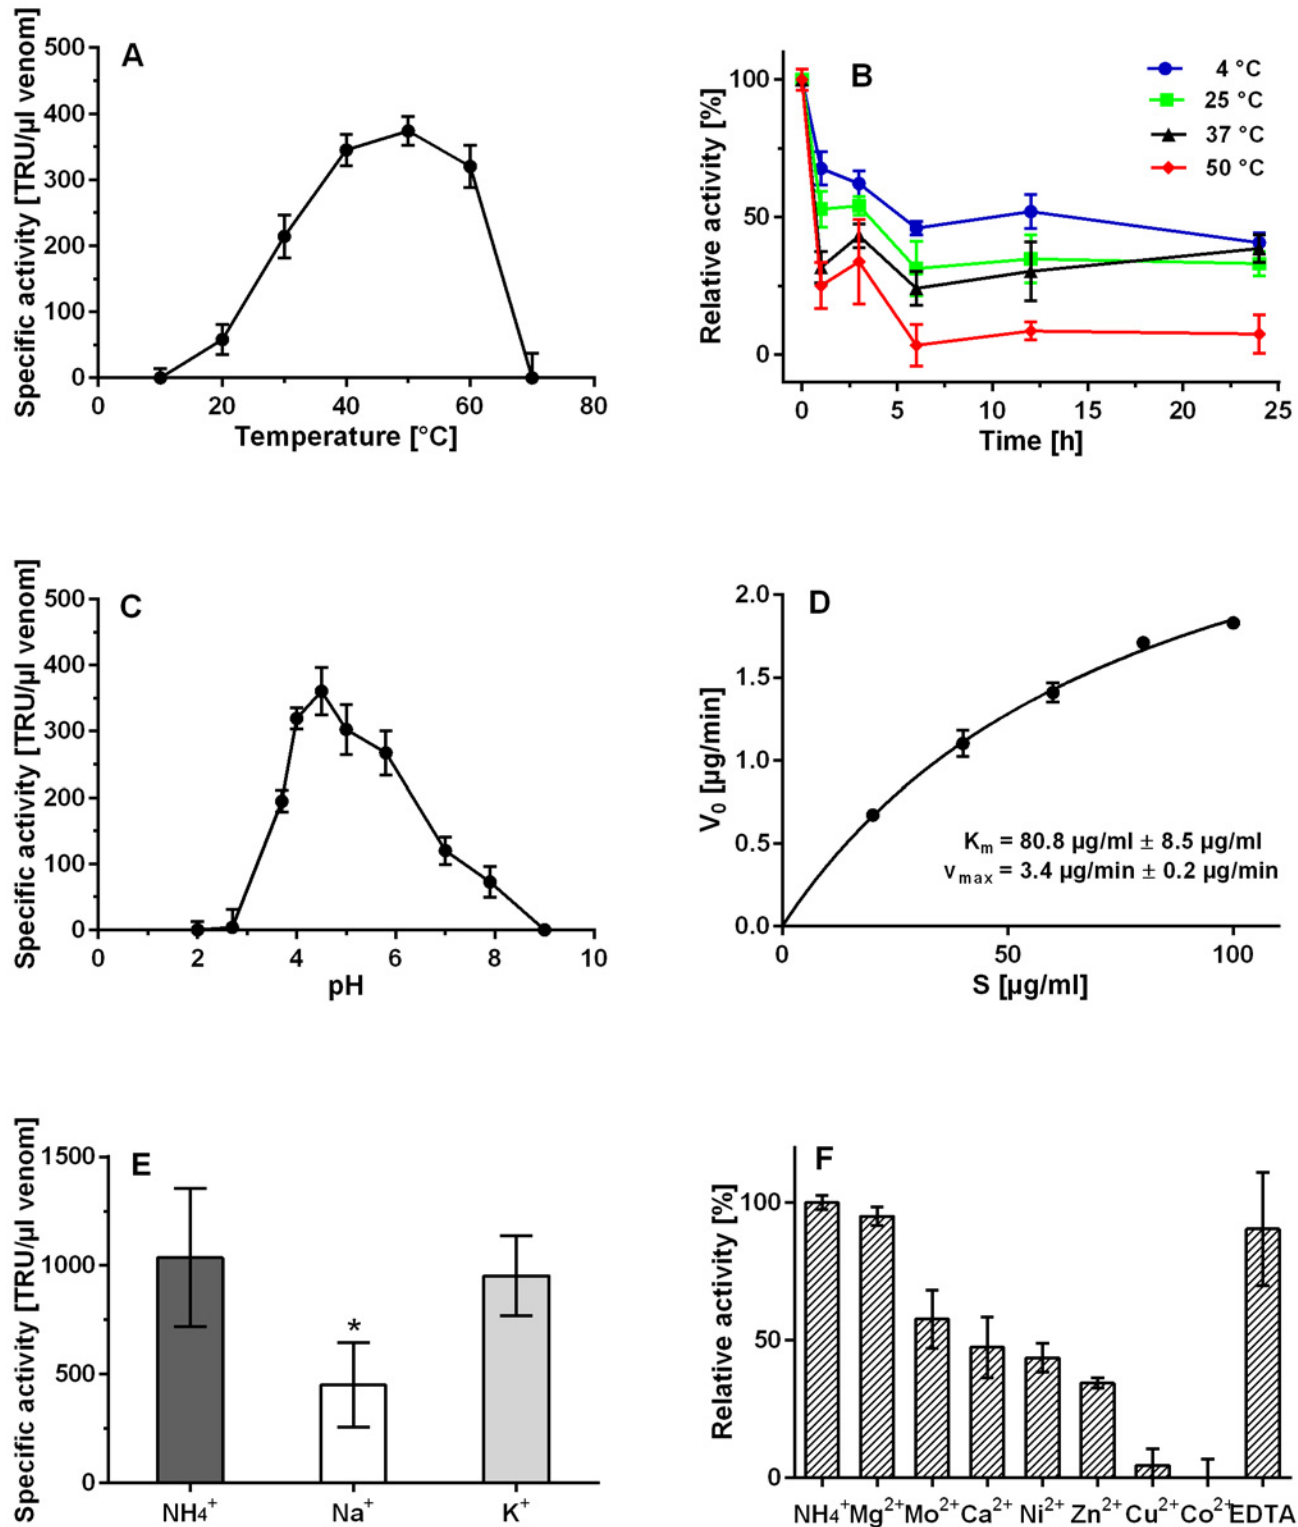 A
Specific activity [TRU/µl venom]
500
400
300
200
100
0
0 20 40 60 80
Temperature [°C]
B
4 °C
25 °C
37 °C
50 °C
Relative activity [%]
100
50
0
0 5 10 15 20 25
Time [h]
C
Specific activity [TRU/µl venom]
500
400
300
200
100
0
0 2 4 6 8 10
pH
D
V₀ [µg/min]
2.0
1.5
1.0
0.5
0.0
Kₘ = 80.8 µg/ml ± 8.5 µg/ml
vₘₐₓ = 3.4 µg/min ± 0.2 µg/min
0 50 100
S [µg/ml]
E
Specific activity [TRU/µl venom]
1500
1000
500
0
*
NH₄⁺ Na⁺ K⁺
F
Relative activity [%]
100
50
0
NH₄⁺ Mg²⁺ Mo²⁺ Ca²⁺ Ni²⁺ Zn²⁺ Cu²⁺ Co²⁺ EDTA